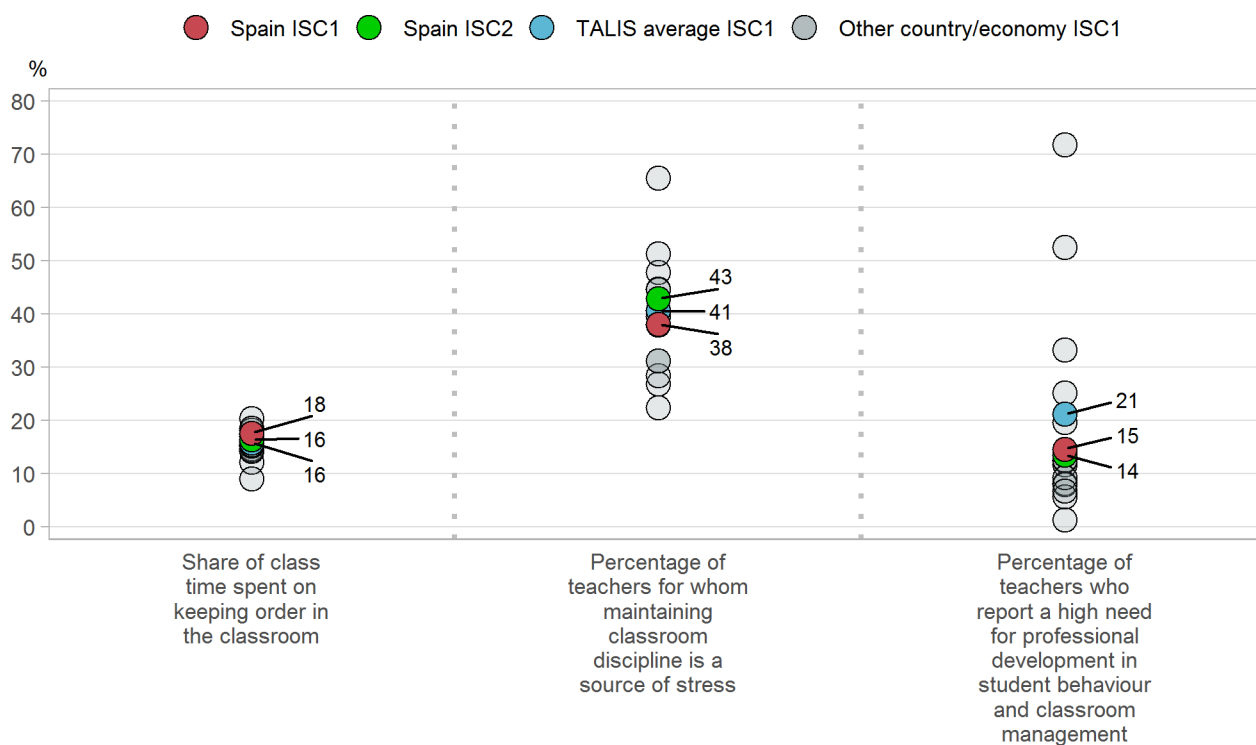 Spain ISC1 Spain ISC2 TALIS average ISC1 Other country/economy ISC1
%
80
70
60
50
40
30
20
10
0
18
16
16
43
41
38
21
15
14
Share of class
time spent on
keeping order in
the classroom
Percentage of
teachers for whom
maintaining
classroom
discipline is a
source of stress
Percentage of
teachers who
report a high need
for professional
development in
student behaviour
and classroom
management